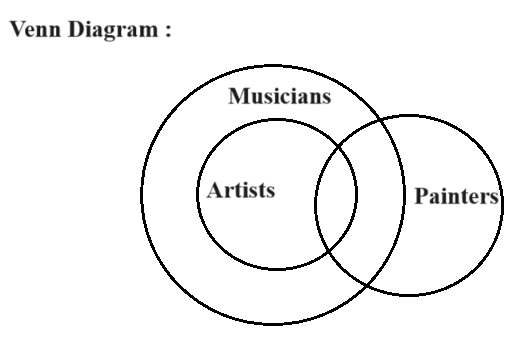 Venn Diagram :
Musicians
Artists
Painters